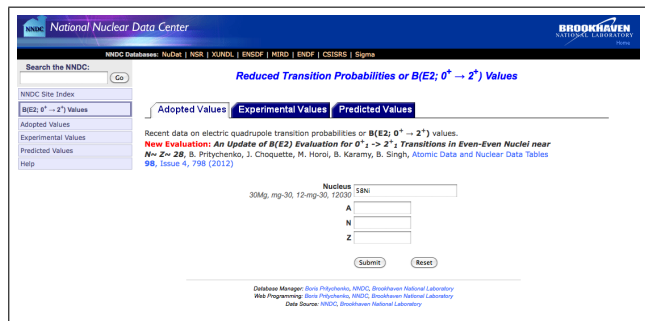 NNDC National Nuclear Data Center
BROOKHAVEN
NATIONAL LABORATORY
Home
NNDC Databases: NuDat | NSR | XUNDL | ENSDF | MIRD | ENDF | CSISRS | Sigma
Search the NNDC:
Go
NNDC Site Index
B(E2; 0⁺ → 2⁺) Values
Adopted Values
Experimental Values
Predicted Values
Help
Reduced Transition Probabilities or B(E2; 0⁺ → 2⁺) Values
Adopted Values Experimental Values Predicted Values
Recent data on electric quadrupole transition probabilities or B(E2; 0⁺ → 2⁺) values.
New Evaluation: An Update of B(E2) Evaluation for 0⁺₁ -> 2⁺₁ Transitions in Even-Even Nuclei near
N~ Z~ 28, B. Pritychenko, J. Choquette, M. Horoi, B. Karamy, B. Singh, Atomic Data and Nuclear Data Tables
98, Issue 4, 798 (2012)
Nucleus 58Ni
30Mg, mg-30, 12-mg-30, 12030
A
N
Z
Submit Reset
Database Manager: Boris Pritychenko, NNDC, Brookhaven National Laboratory
Web Programming: Boris Pritychenko, NNDC, Brookhaven National Laboratory
Data Source: NNDC, Brookhaven National Laboratory